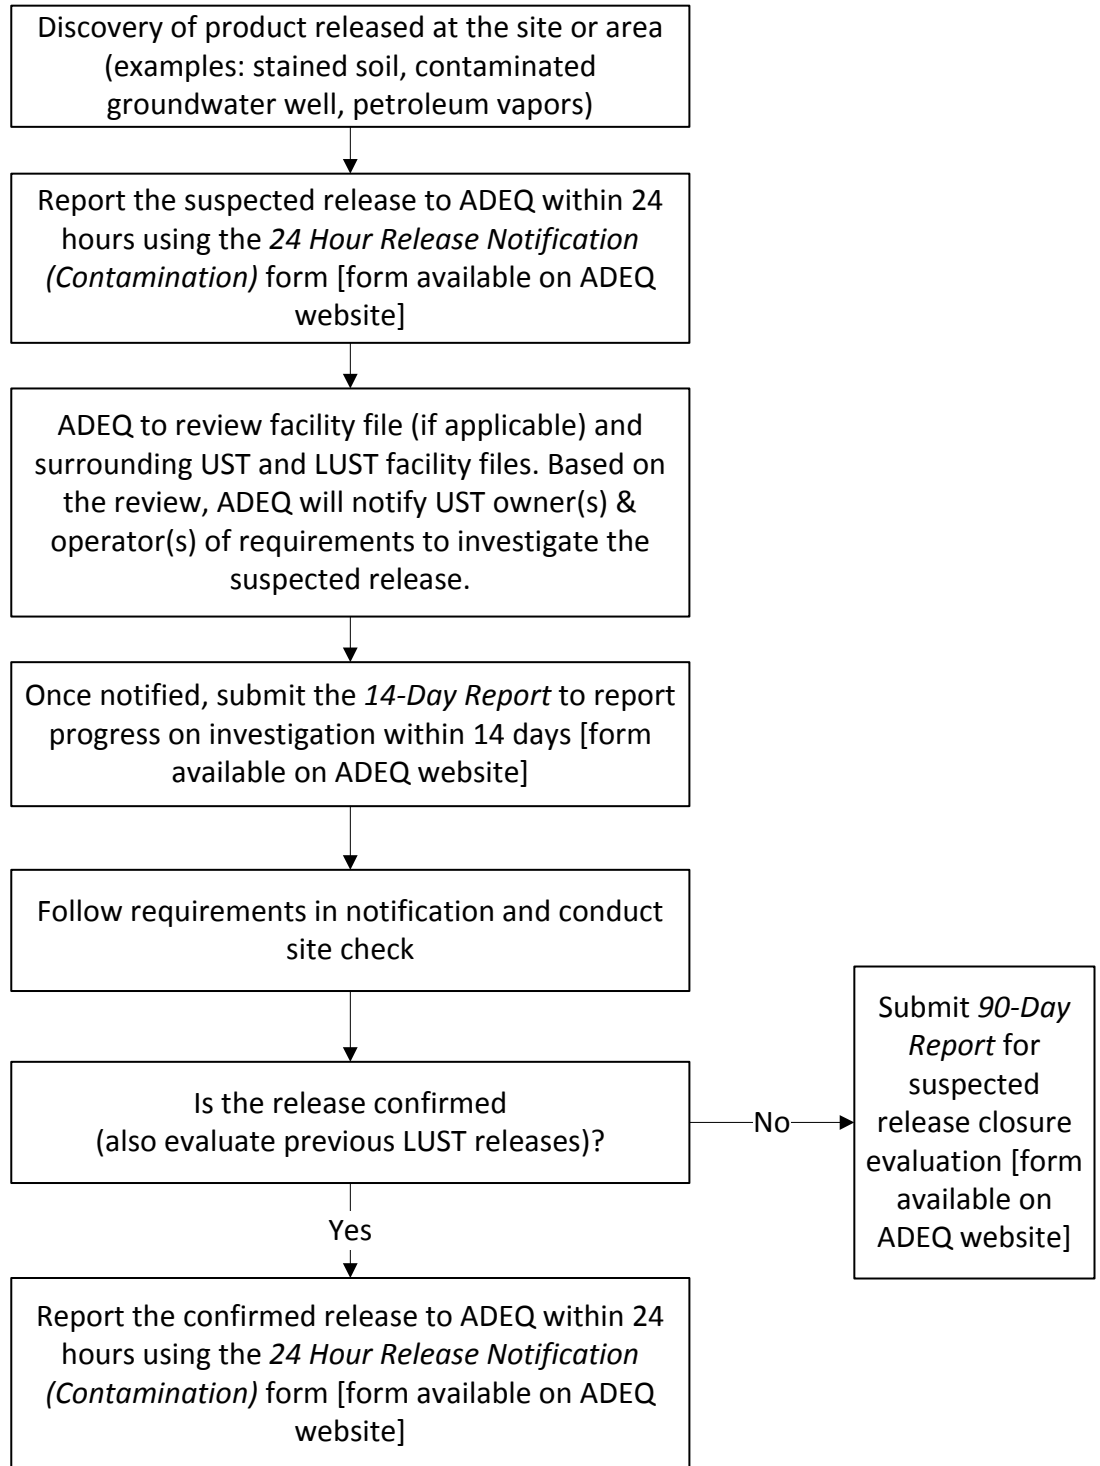 Discovery of product released at the site or area
(examples: stained soil, contaminated
groundwater well, petroleum vapors)
Report the suspected release to ADEQ within 24
hours using the 24 Hour Release Notification
(Contamination) form [form available on ADEQ
website]
ADEQ to review facility file (if applicable) and
surrounding UST and LUST facility files. Based on
the review, ADEQ will notify UST owner(s) &
operator(s) of requirements to investigate the
suspected release.
Once notified, submit the 14-Day Report to report
progress on investigation within 14 days [form
available on ADEQ website]
Follow requirements in notification and conduct
site check
Is the release confirmed
(also evaluate previous LUST releases)?
No
Submit 90-Day
Report for
suspected
release closure
evaluation [form
available on
ADEQ website]
Yes
Report the confirmed release to ADEQ within 24
hours using the 24 Hour Release Notification
(Contamination) form [form available on ADEQ
website]